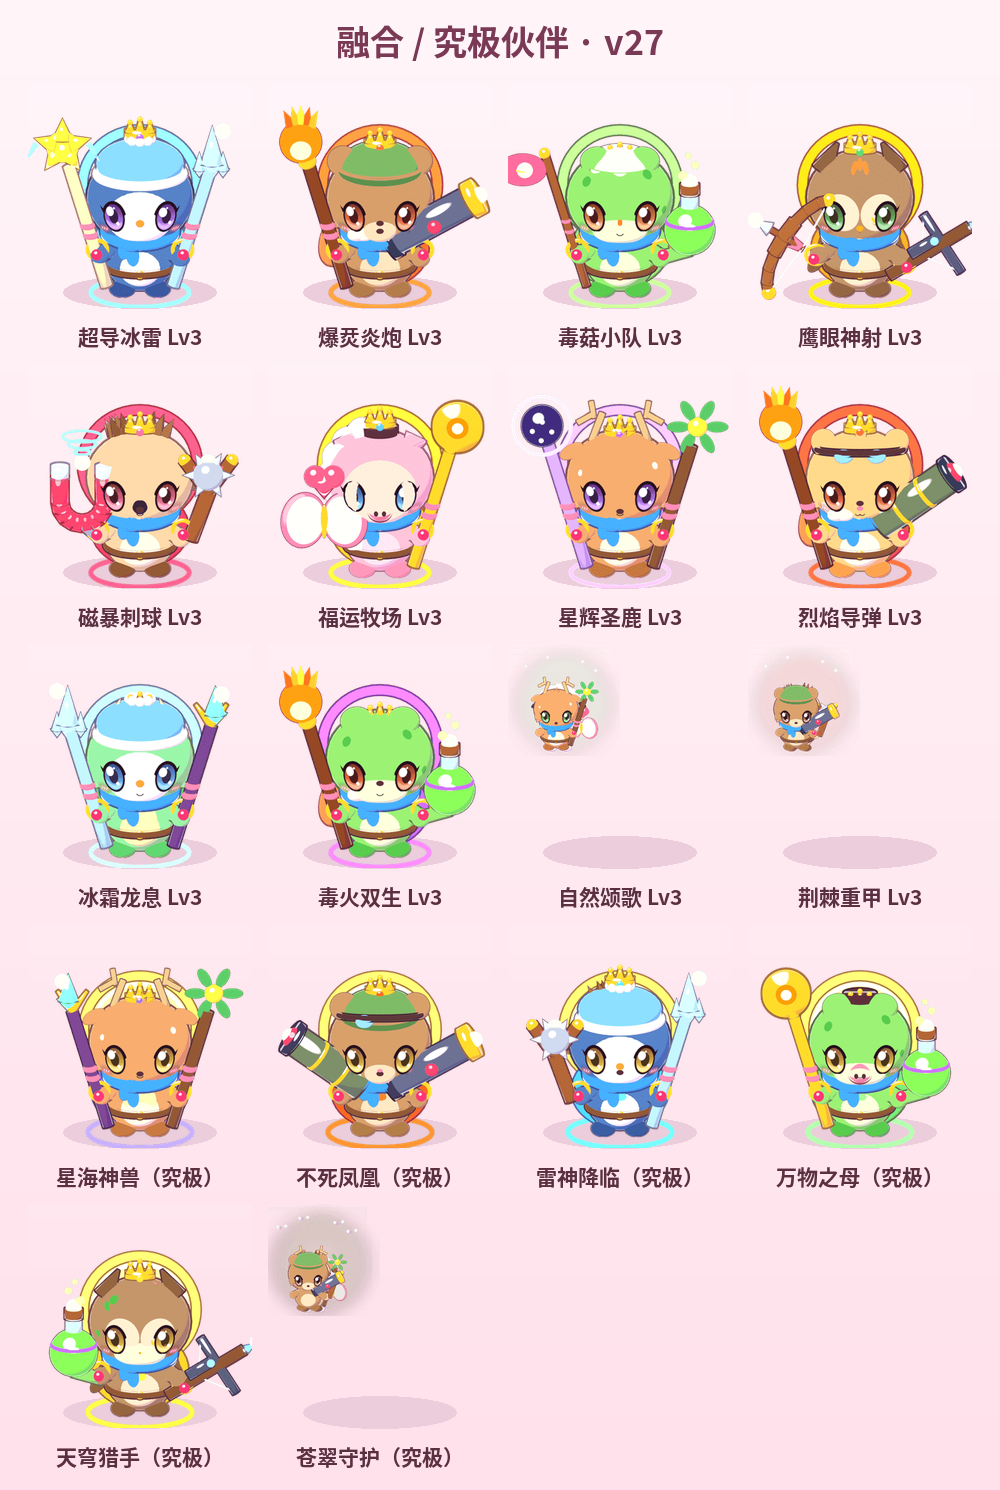 融合 / 究极伙伴 · v27
超导冰雷 Lv3
爆烎炎炮 Lv3
毒菇小队 Lv3
鹰眼神射 Lv3
磁暴刺球 Lv3
福运牧场 Lv3
星辉圣鹿 Lv3
烈焰导弹 Lv3
冰霜龙息 Lv3
毒火双生 Lv3
自然颂歌 Lv3
荆棘重甲 Lv3
星海神兽（究极）
不死凤凰（究极）
雷神降临（究极）
万物之母（究极）
天穹猎手（究极）
苍翠守护（究极）